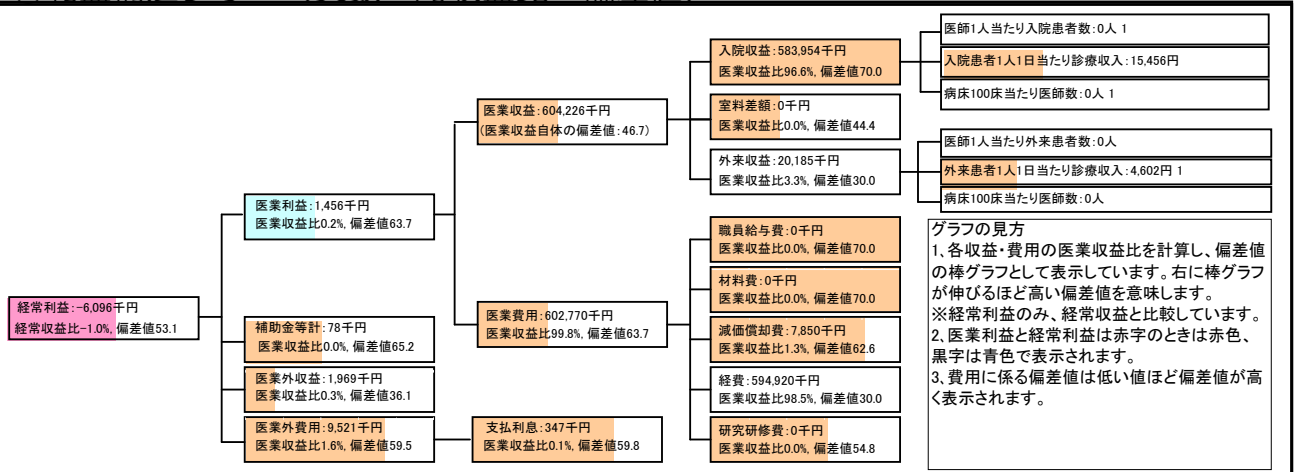 経常利益:-6,096千円
経常収益比-1.0%, 偏差値53.1
医業利益:1,456千円
医業収益比0.2%, 偏差値63.7
補助金等計:78千円
医業収益比0.0%, 偏差値65.2
医業外収益:1,969千円
医業収益比0.3%, 偏差値36.1
医業外費用:9,521千円
医業収益比1.6%, 偏差値59.5
支払利息:347千円
医業収益比0.1%, 偏差値59.8
医業収益:604,226千円
(医業収益自体の偏差値:46.7)
医業費用:602,770千円
医業収益比99.8%, 偏差値63.7
入院収益:583,954千円
医業収益比96.6%, 偏差値70.0
室料差額:0千円
医業収益比0.0%, 偏差値44.4
外来収益:20,185千円
医業収益比3.3%, 偏差値30.0
職員給与費:0千円
医業収益比0.0%, 偏差値70.0
材料費:0千円
医業収益比0.0%, 偏差値70.0
減価償却費:7,850千円
医業収益比1.3%, 偏差値62.6
経費:594,920千円
医業収益比98.5%, 偏差値30.0
研究研修費:0千円
医業収益比0.0%, 偏差値54.8
医師1人当たり入院患者数:0人 1
入院患者1人1日当たり診療収入:15,456円
病床100床当たり医師数:0人 1
医師1人当たり外来患者数:0人
外来患者1人1日当たり診療収入:4,602円 1
病床100床当たり医師数:0人
グラフの見方
1、各収益・費用の医業収益比を計算し、偏差値
の棒グラフとして表示しています。右に棒グラフ
が伸びるほど高い偏差値を意味します。
※経常利益のみ、経常収益と比較しています。
2、医業利益と経常利益は赤字のときは赤色、
黒字は青色で表示されます。
3、費用に係る偏差値は低い値ほど偏差値が高
く表示されます。